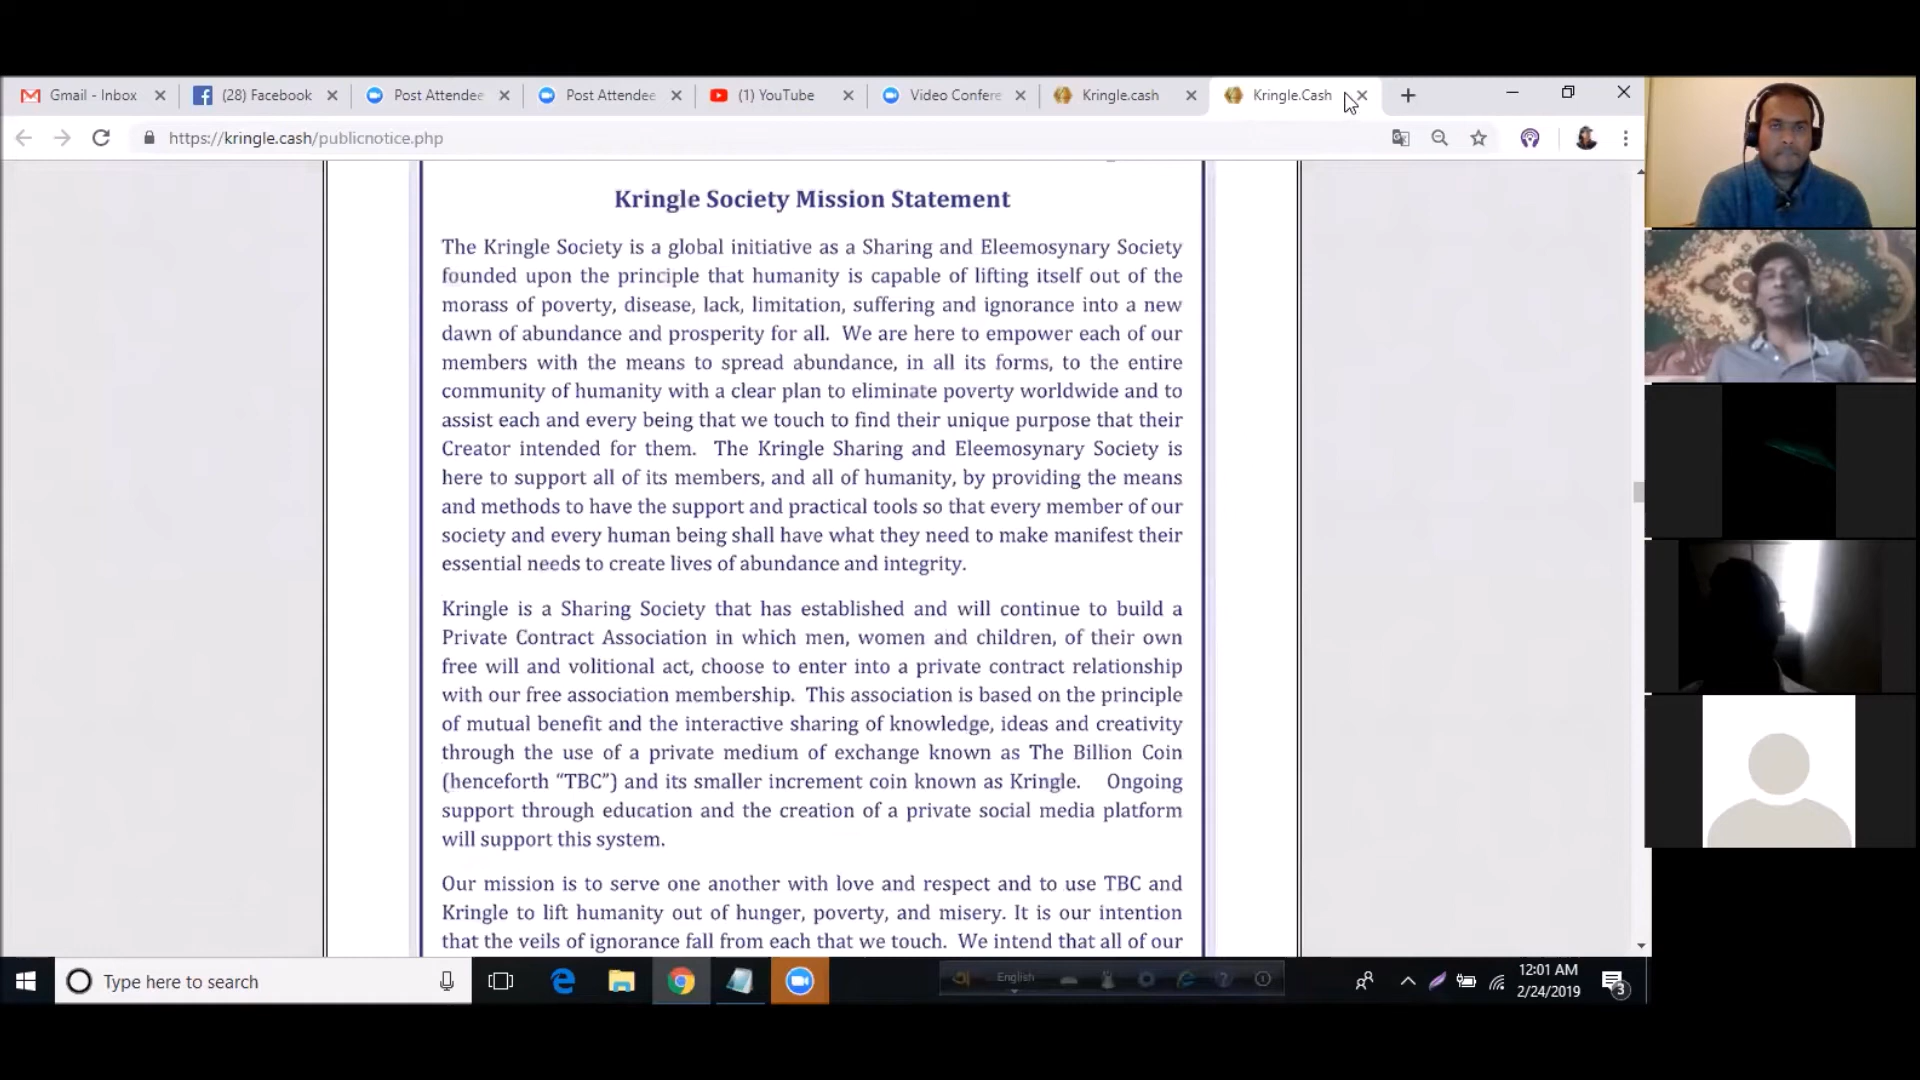 Gmail - Inbox
(28) Facebook
Post Attendee
Post Attendee
(1) YouTube
Video Confere
Kringle.cash
Kringle.Cash
https://kringle.cash/publicnotice.php
Kringle Society Mission Statement
The Kringle Society is a global initiative as a Sharing and Eleemosynary Society
founded upon the principle that humanity is capable of lifting itself out of the
morass of poverty, disease, lack, limitation, suffering and ignorance into a new
dawn of abundance and prosperity for all. We are here to empower each of our
members with the means to spread abundance, in all its forms, to the entire
community of humanity with a clear plan to eliminate poverty worldwide and to
assist each and every being that we touch to find their unique purpose that their
Creator intended for them. The Kringle Sharing and Eleemosynary Society is
here to support all of its members, and all of humanity, by providing the means
and methods to have the support and practical tools so that every member of our
society and every human being shall have what they need to make manifest their
essential needs to create lives of abundance and integrity.
Kringle is a Sharing Society that has established and will continue to build a
Private Contract Association in which men, women and children, of their own
free will and volitional act, choose to enter into a private contract relationship
with our free association membership. This association is based on the principle
of mutual benefit and the interactive sharing of knowledge, ideas and creativity
through the use of a private medium of exchange known as The Billion Coin
(henceforth “TBC”) and its smaller increment coin known as Kringle. Ongoing
support through education and the creation of a private social media platform
will support this system.
Our mission is to serve one another with love and respect and to use TBC and
Kringle to lift humanity out of hunger, poverty, and misery. It is our intention
that the veils of ignorance fall from each that we touch. We intend that all of our
Type here to search
English
12:01 AM
2/24/2019
3